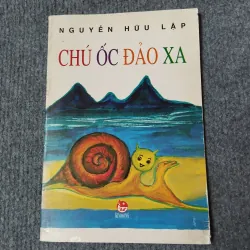 NGUYỄN HỮU LẬP
CHÚ ỐC ĐẢO XA